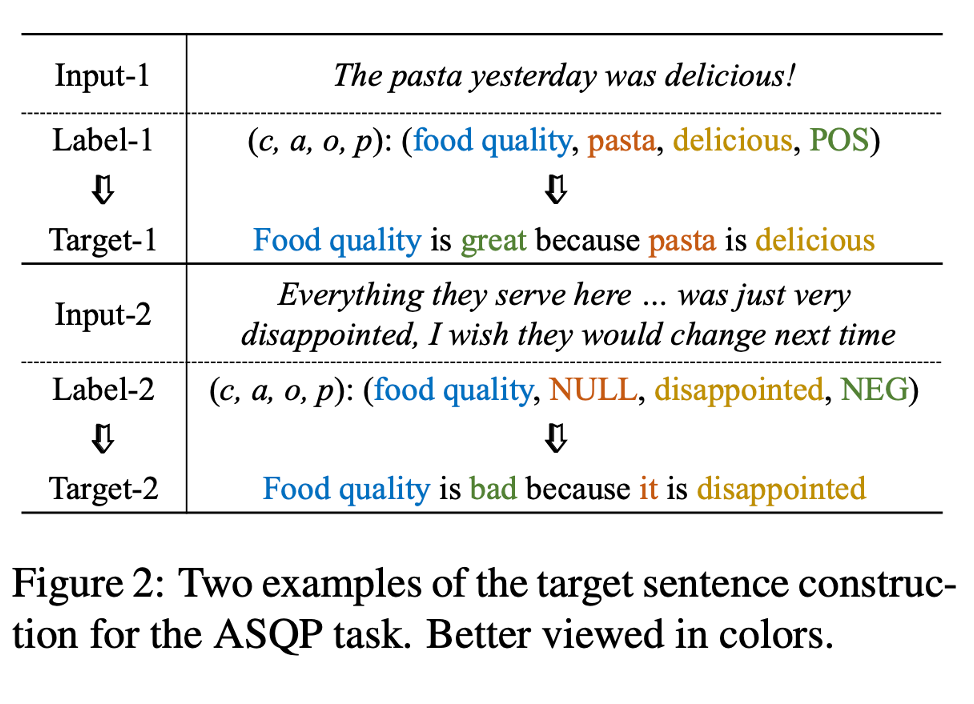 Input-1 The pasta yesterday was delicious!
Label-1 (c, a, o, p): (food quality, pasta, delicious, POS)
⇩ ⇩
Target-1 Food quality is great because pasta is delicious
Everything they serve here … was just very
Input-2
disappointed, I wish they would change next time
Label-2 (c, a, o, p): (food quality, NULL, disappointed, NEG)
⇩ ⇩
Target-2 Food quality is bad because it is disappointed
Figure 2: Two examples of the target sentence construc-
tion for the ASQP task. Better viewed in colors.